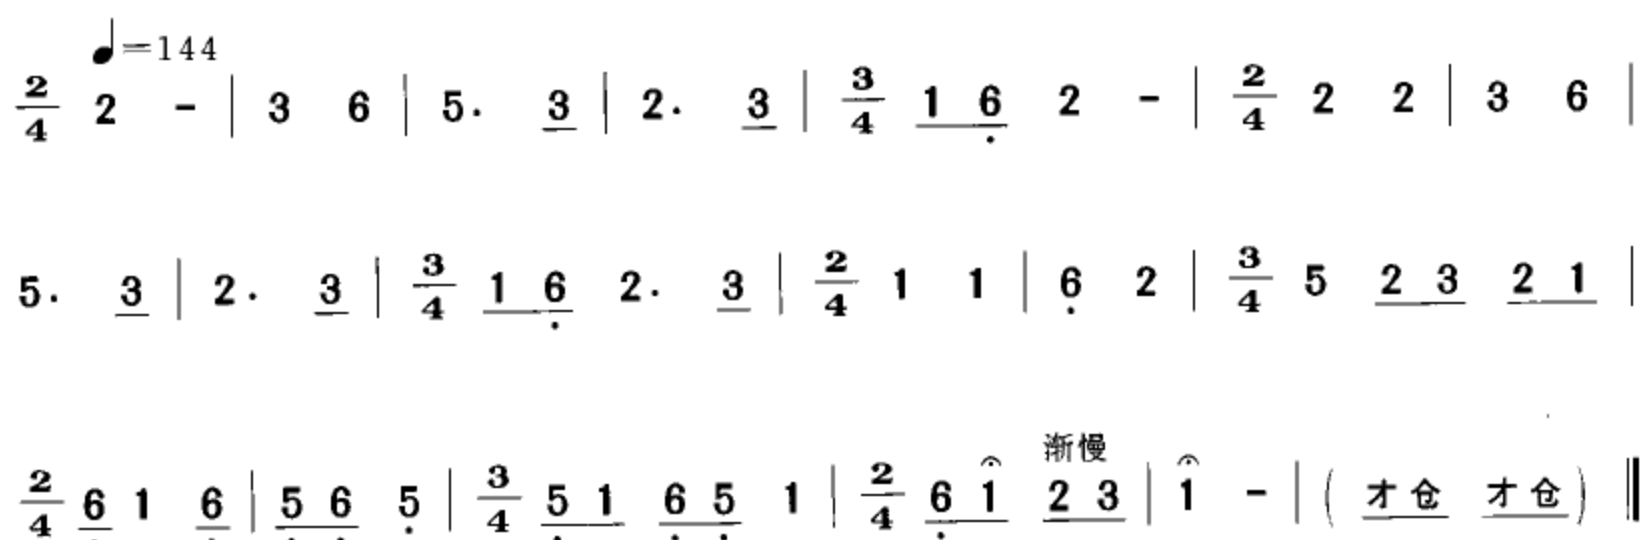 ♩=144
2/4 2 - | 3 6 | 5. 3 | 2. 3 | 3/4 1 6̣ 2 - | 2/4 2 2 | 3 6 |
5. 3 | 2. 3 | 3/4 1 6̣ 2. 3 | 2/4 1 1 | 6̣ 2 | 3/4 5 2 3 2 1 |
渐慢
2/4 6̣ 1 6̣ | 5̣ 6̣ 5̣ | 3/4 5̣ 1 6̣ 5̣ 1 | 2/4 6̣ 1 2 3 | 1 - | (才仓 才仓) ‖